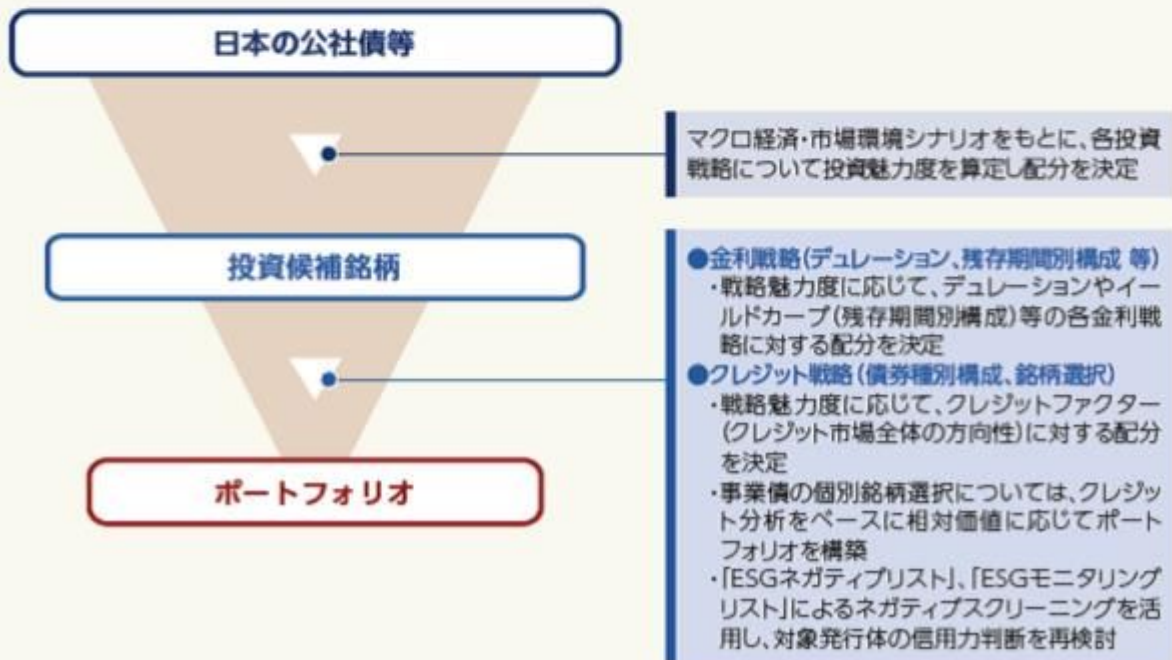 日本の公社債等
マクロ経済・市場環境シナリオをもとに、各投資
戦略について投資魅力度を算定し配分を決定
投資候補銘柄
●金利戦略(デュレーション、残存期間別構成 等)
・戦略魅力度に応じて、デュレーションやイー
ルドカーブ(残存期間別構成)等の各金利戦
略に対する配分を決定
●クレジット戦略(債券種別構成、銘柄選択)
・戦略魅力度に応じて、クレジットファクター
(クレジット市場全体の方向性)に対する配分
を決定
・事業債の個別銘柄選択については、クレジッ
ト分析をベースに相対価値に応じてポート
フォリオを構築
・「ESGネガティブリスト」、「ESGモニタリング
リスト」によるネガティブスクリーニングを活
用し、対象発行体の信用力判断を再検討
ポートフォリオ